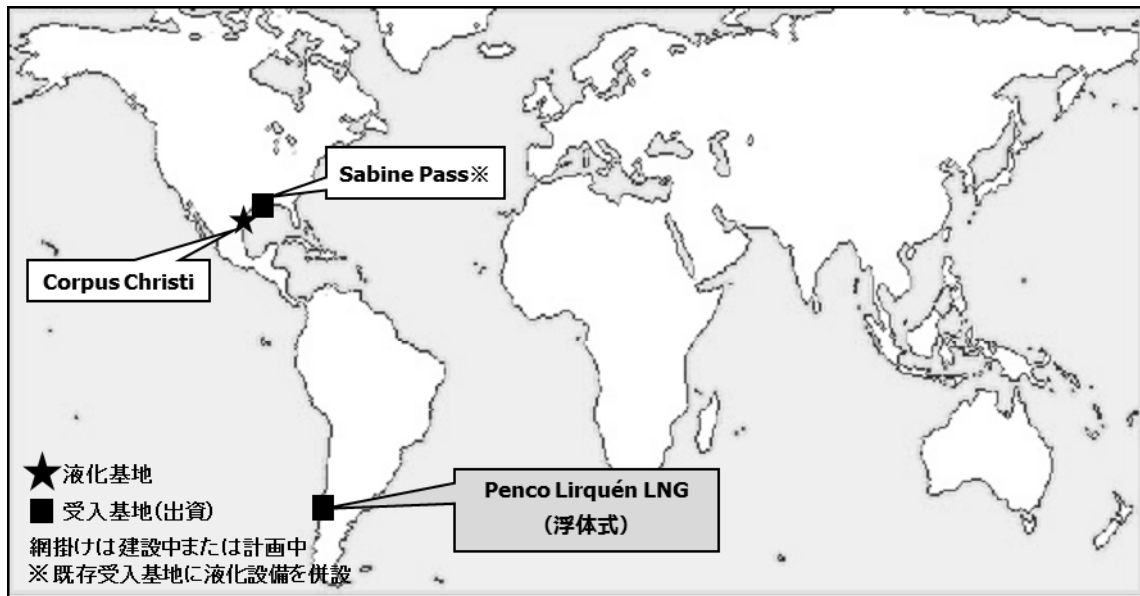 Sabine Pass※
Corpus Christi
Penco Lirquén LNG
（浮体式）
★液化基地
■ 受入基地(出資)
網掛けは建設中または計画中
※既存受入基地に液化設備を併設